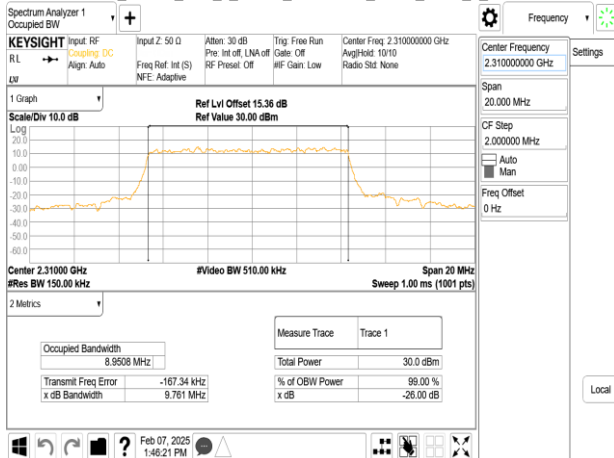 Spectrum Analyzer 1
Occupied BW
Frequency
KEYSIGHT
RL
LXI
Input: RF
Coupling: DC
Align: Auto
Input Z: 50 Ω
Freq Ref: Int (S)
NFE: Adaptive
Atten: 30 dB
Pre: Int off, LNA off
RF Presel: Off
Trig: Free Run
Gate: Off
#IF Gain: Low
Center Freq: 2.310000000 GHz
Avg|Hold: 10/10
Radio Std: None
Center Frequency
2.310000000 GHz
Settings
Span
20.000 MHz
CF Step
2.000000 MHz
Auto
Man
Freq Offset
0 Hz
Local
1 Graph
Scale/Div 10.0 dB
Ref Lvl Offset 15.36 dB
Ref Value 30.00 dBm
Log
20.0
10.0
0.00
-10.0
-20.0
-30.0
-40.0
-50.0
-60.0
Center 2.31000 GHz
#Video BW 510.00 kHz
Span 20 MHz
#Res BW 150.00 kHz
Sweep 1.00 ms (1001 pts)
2 Metrics
Measure Trace
Trace 1
Occupied Bandwidth
8.9508 MHz
Total Power
30.0 dBm
Transmit Freq Error
-167.34 kHz
% of OBW Power
99.00 %
x dB Bandwidth
9.761 MHz
x dB
-26.00 dB
?
Feb 07, 2025
1:46:21 PM